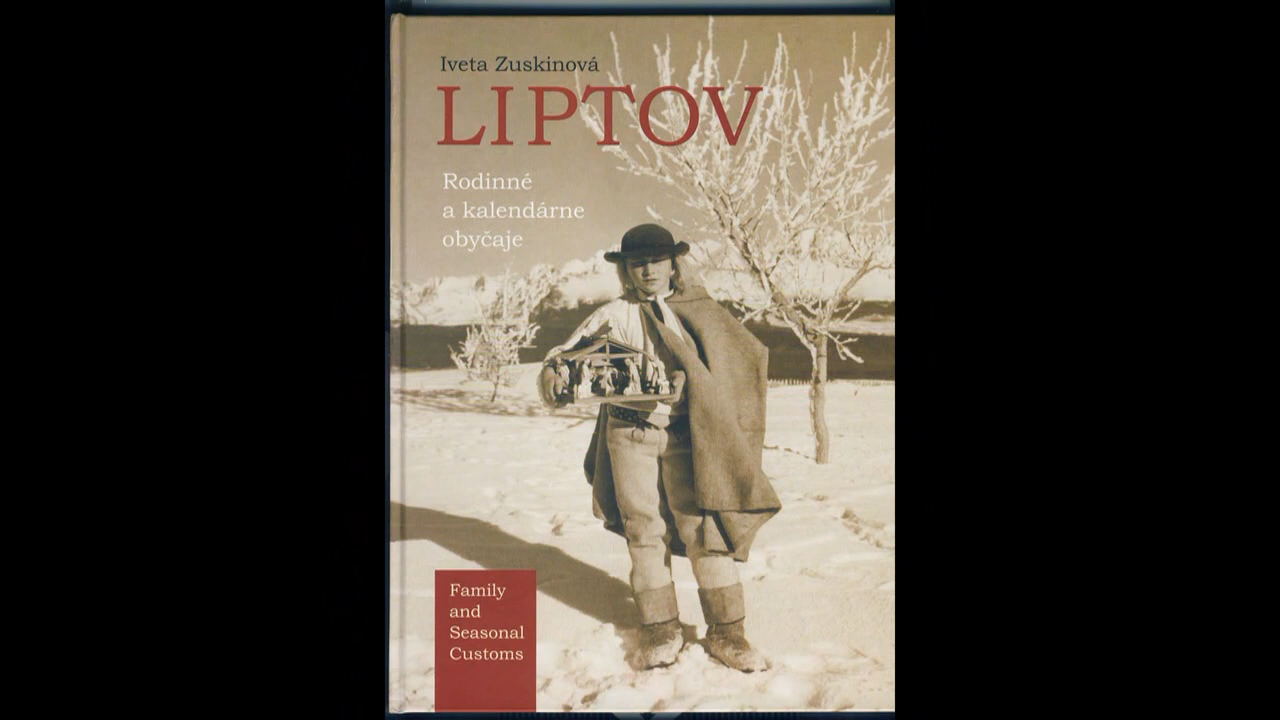 Iveta Zuskinová
LIPTOV
Rodinné
a kalendárne
obyčaje
Family
and
Seasonal
Customs